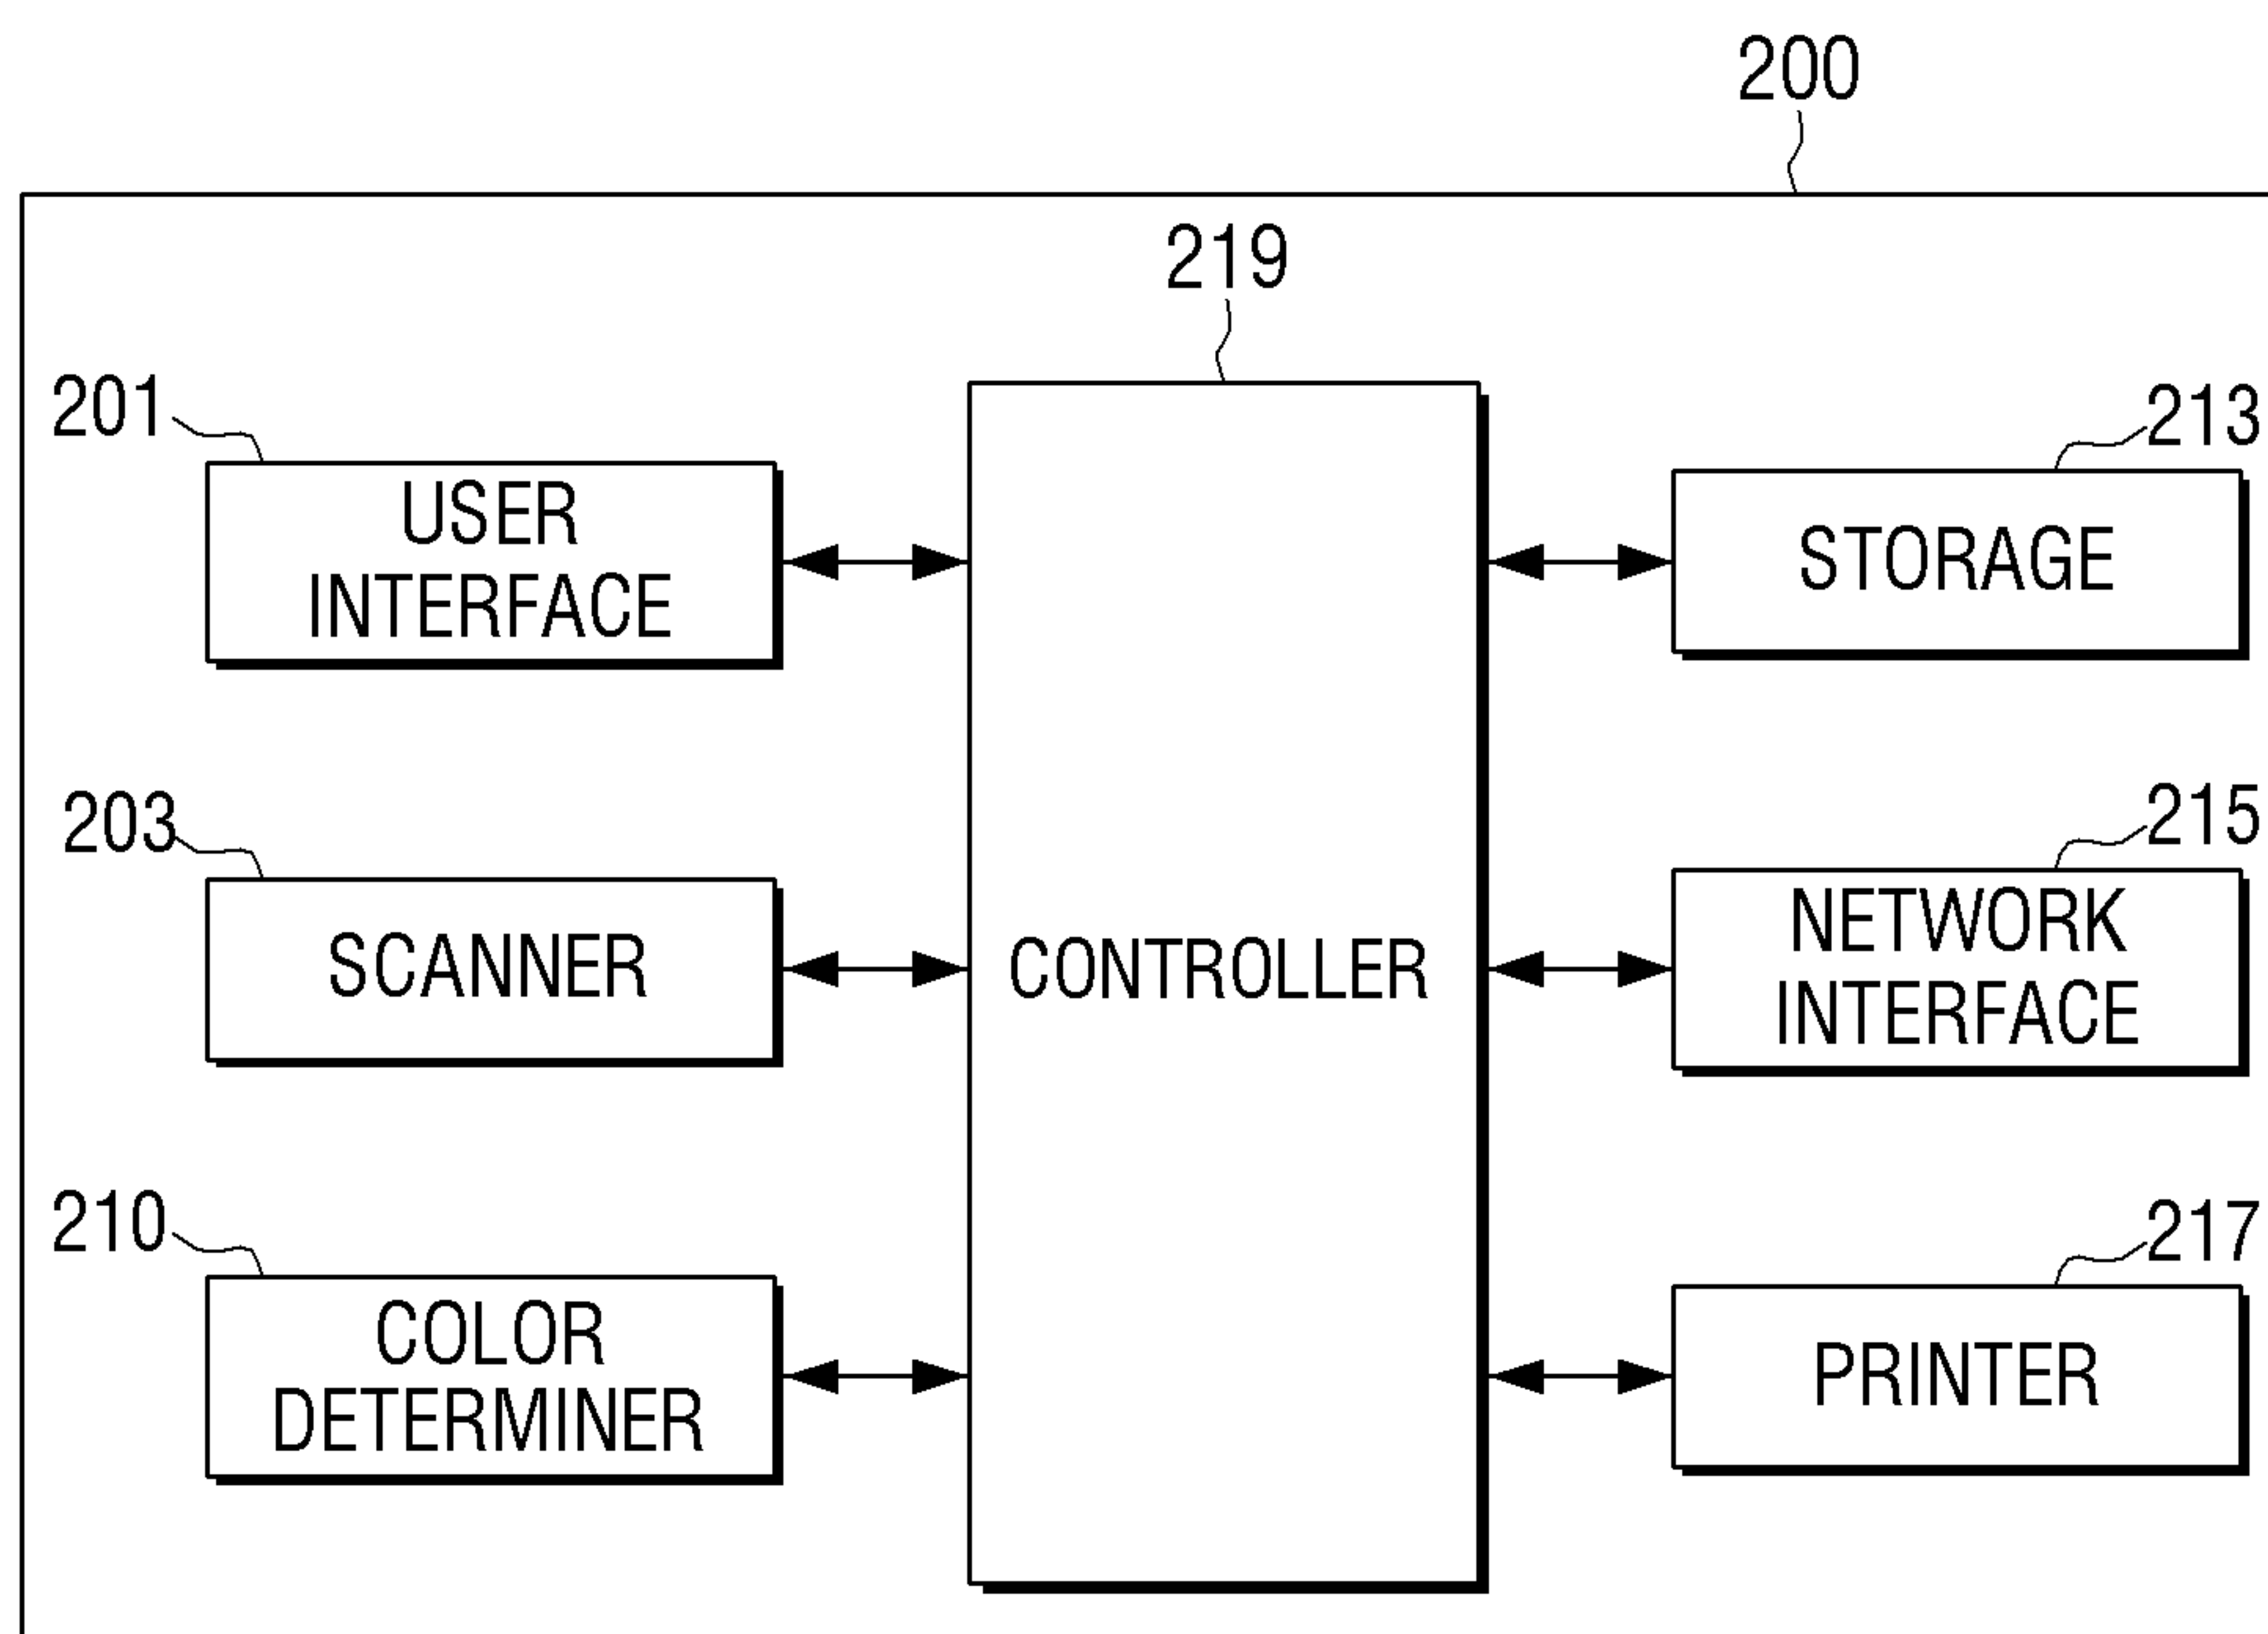 200
219
201
USER
INTERFACE
213
STORAGE
203
SCANNER
CONTROLLER
215
NETWORK
INTERFACE
210
COLOR
DETERMINER
217
PRINTER